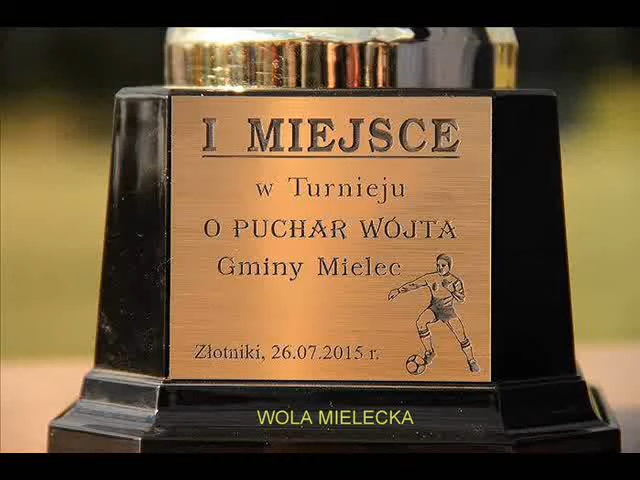 I MIEJSCE
w Turnieju
O PUCHAR WÓJTA
Gminy Mielec
Złotniki, 26.07.2015 r.
WOLA MIELECKA